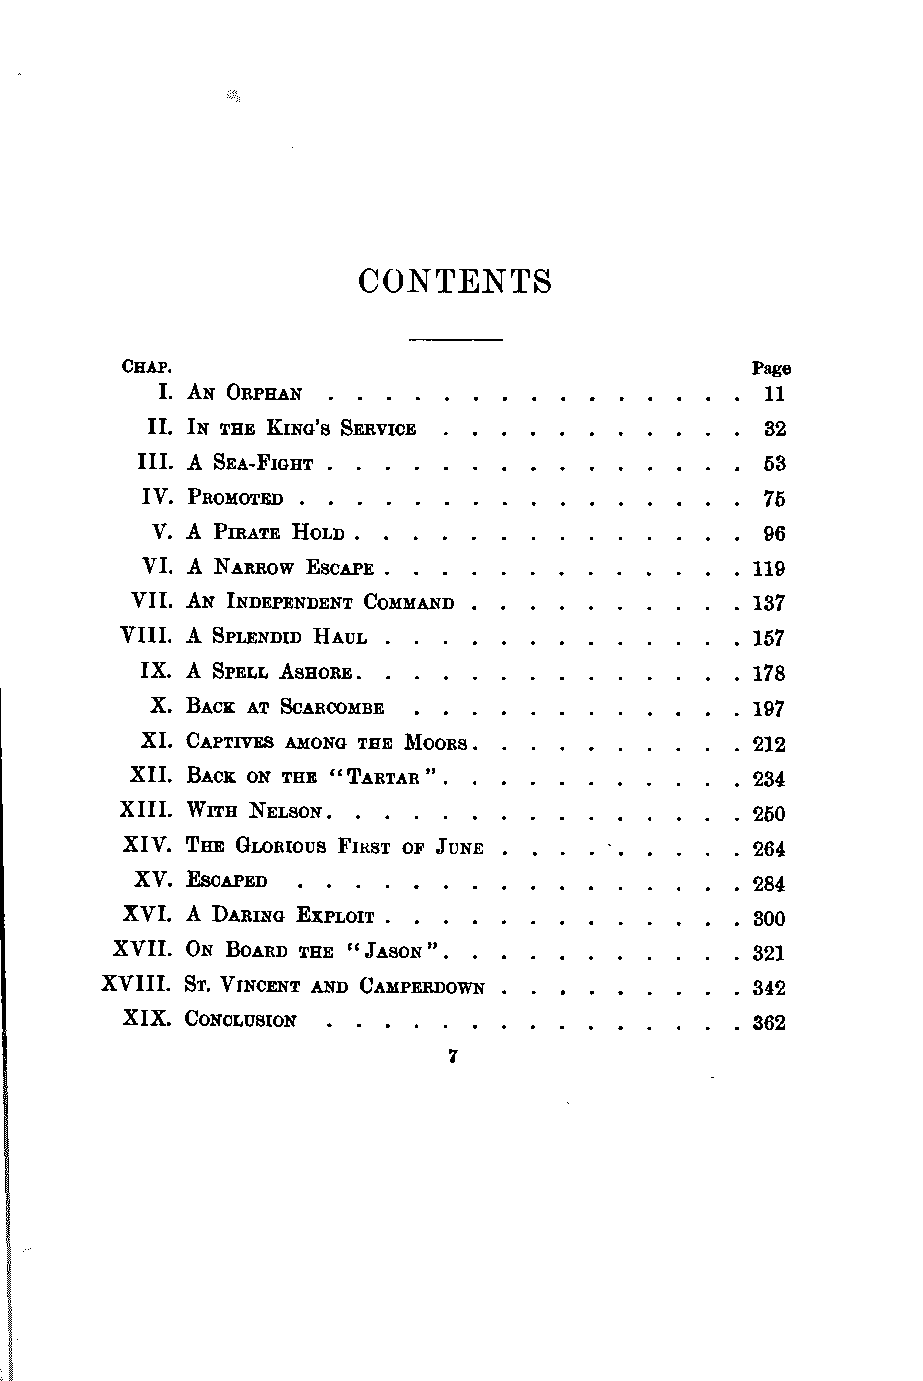 CONTENTS
CHAP. Page
I. AN ORPHAN . . . . . . . . . . . . . . . 11
II. IN THE KING'S SERVICE . . . . . . . . . . . 32
III. A SEA-FIGHT . . . . . . . . . . . . . . . 53
IV. PROMOTED . . . . . . . . . . . . . . . . 75
V. A PIRATE HOLD . . . . . . . . . . . . . . 96
VI. A NARROW ESCAPE . . . . . . . . . . . . . 119
VII. AN INDEPENDENT COMMAND . . . . . . . . . . 137
VIII. A SPLENDID HAUL . . . . . . . . . . . . . 157
IX. A SPELL ASHORE . . . . . . . . . . . . . . 178
X. BACK AT SCARCOMBE . . . . . . . . . . . . 197
XI. CAPTIVES AMONG THE MOORS . . . . . . . . . . 212
XII. BACK ON THE "TARTAR" . . . . . . . . . . . 234
XIII. WITH NELSON . . . . . . . . . . . . . . . 250
XIV. THE GLORIOUS FIRST OF JUNE . . . . . . . . . 264
XV. ESCAPED . . . . . . . . . . . . . . . . 284
XVI. A DARING EXPLOIT . . . . . . . . . . . . . 300
XVII. ON BOARD THE "JASON" . . . . . . . . . . . 321
XVIII. ST. VINCENT AND CAMPERDOWN . . . . . . . . . 342
XIX. CONCLUSION . . . . . . . . . . . . . . . 362
7